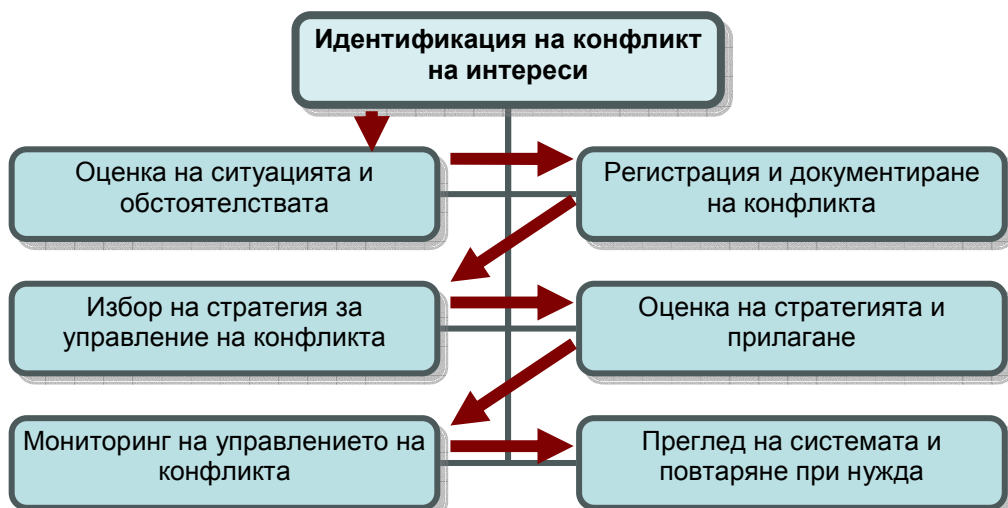 Идентификация на конфликт
на интереси
Оценка на ситуацията и
обстоятелствата
Регистрация и документиране
на конфликта
Избор на стратегия за
управление на конфликта
Оценка на стратегията и
прилагане
Мониторинг на управлението на
конфликта
Преглед на системата и
повтаряне при нужда